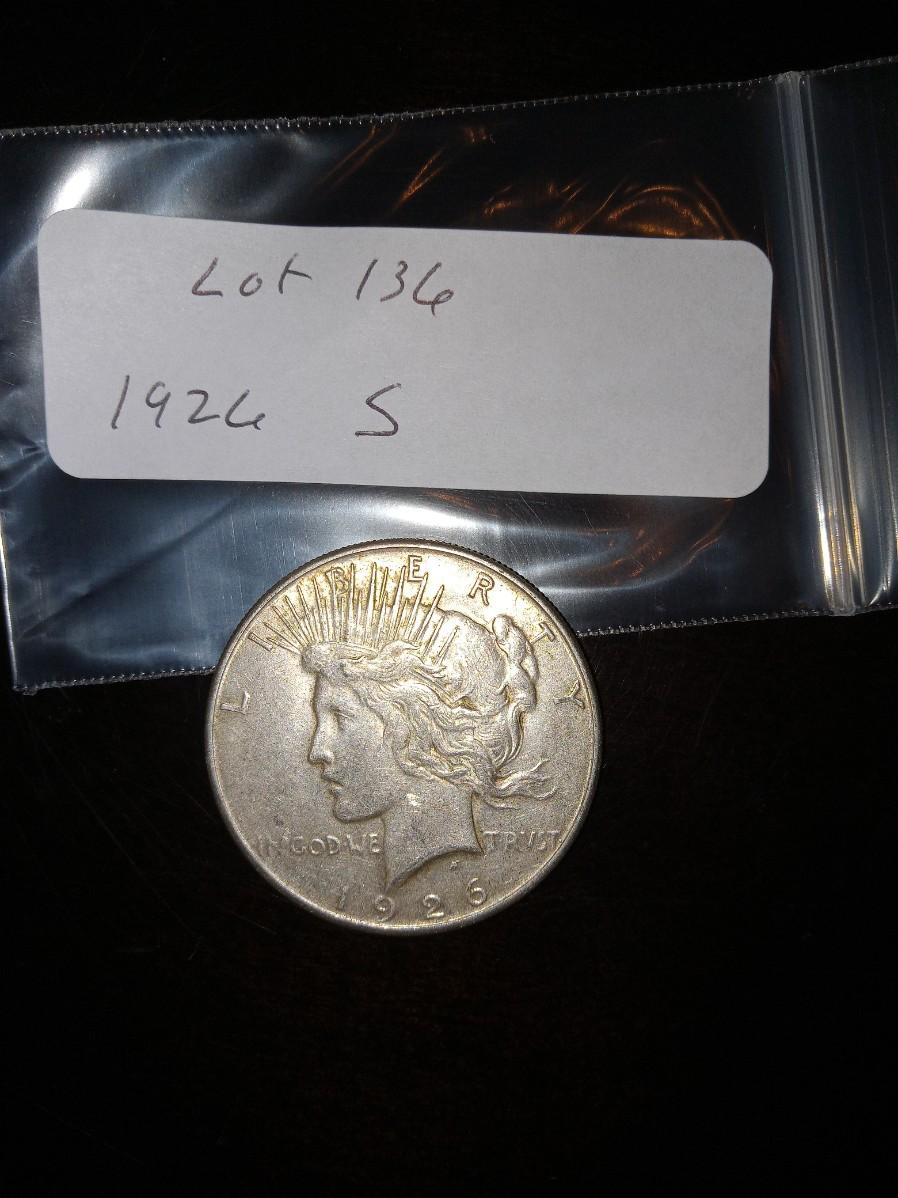 Lot 136
1926 S
LIBERTY
IN GOD WE TRUST
1926